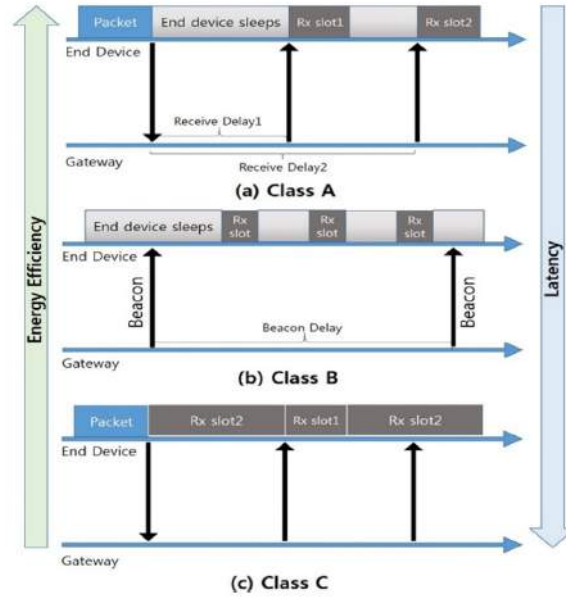 Packet End device sleeps Rx slot1 Rx slot2
End Device
Receive Delay1
Gateway
Receive Delay2
(a) Class A
End device sleeps Rx slot Rx slot Rx slot
End Device
Beacon Beacon
Beacon Delay
Gateway
(b) Class B
Packet Rx slot2 Rx slot1 Rx slot2
End Device
Gateway
(c) Class C
Energy Efficiency
Latency